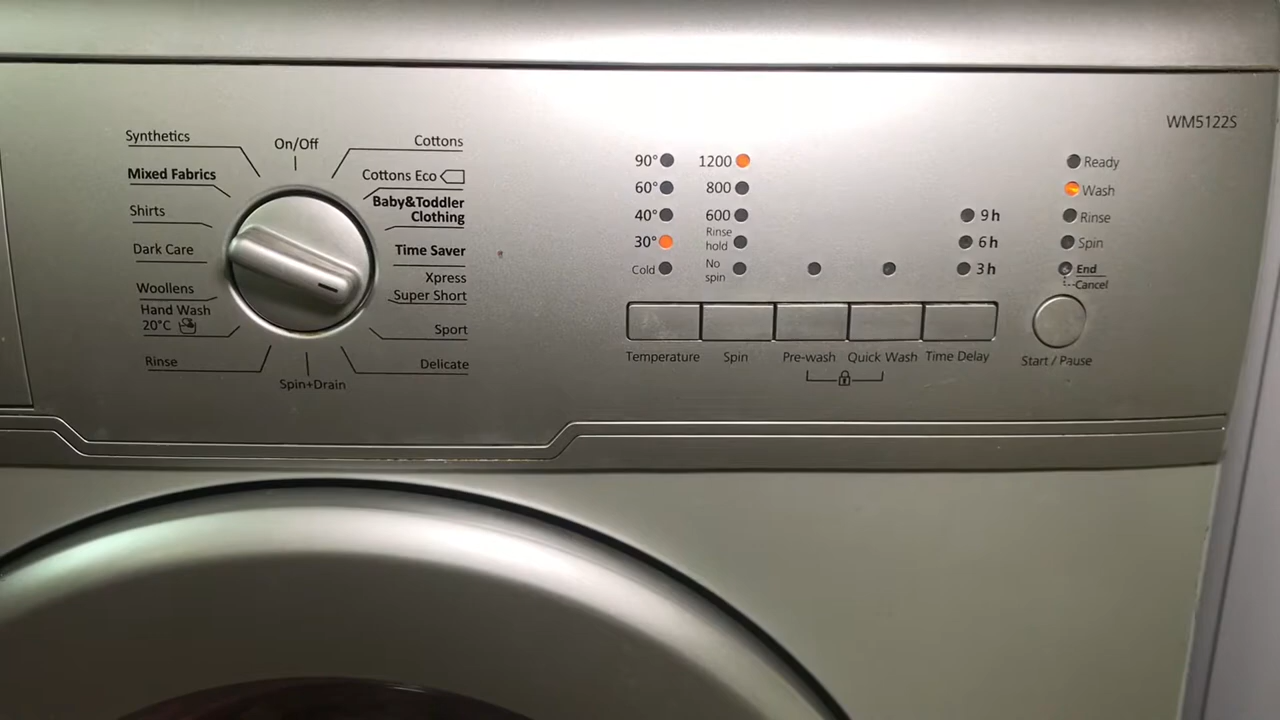 WM5122S
On/Off
Cottons
Cottons Eco
Baby&Toddler
Clothing
Time Saver
Xpress
Super Short
Sport
Delicate
Spin+Drain
Rinse
Hand Wash
20°C
Woollens
Dark Care
Shirts
Mixed Fabrics
Synthetics
90°
60°
40°
30°
Cold
Temperature
1200
800
600
Rinse
hold
No
spin
Spin
Pre-wash
Quick Wash
9h
6h
3h
Time Delay
Ready
Wash
Rinse
Spin
End
Cancel
Start / Pause